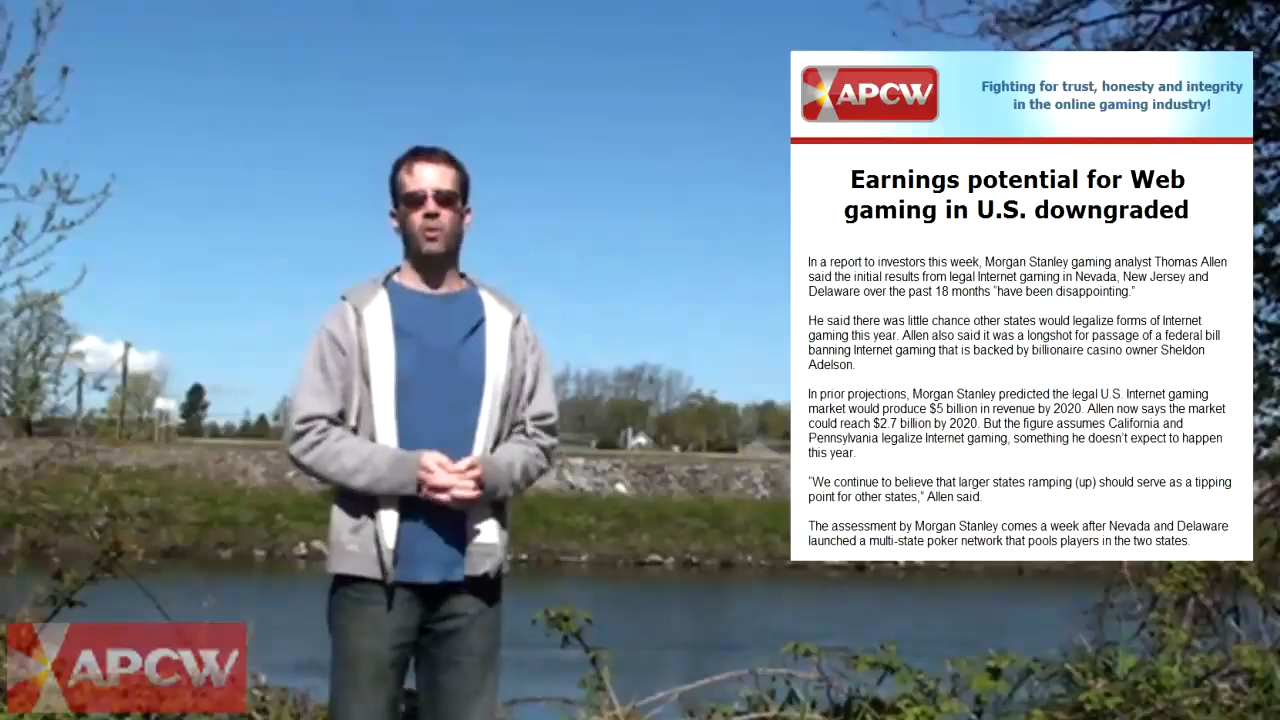 APCW
Fighting for trust, honesty and integrity
in the online gaming industry!
Earnings potential for Web
gaming in U.S. downgraded
In a report to investors this week, Morgan Stanley gaming analyst Thomas Allen
said the initial results from legal Internet gaming in Nevada, New Jersey and
Delaware over the past 18 months "have been disappointing."
He said there was little chance other states would legalize forms of Internet
gaming this year. Allen also said it was a longshot for passage of a federal bill
banning Internet gaming that is backed by billionaire casino owner Sheldon
Adelson.
In prior projections, Morgan Stanley predicted the legal U.S. Internet gaming
market would produce $5 billion in revenue by 2020. Allen now says the market
could reach $2.7 billion by 2020. But the figure assumes California and
Pennsylvania legalize Internet gaming, something he doesn't expect to happen
this year.
"We continue to believe that larger states ramping (up) should serve as a tipping
point for other states," Allen said.
The assessment by Morgan Stanley comes a week after Nevada and Delaware
launched a multi-state poker network that pools players in the two states.
APCW